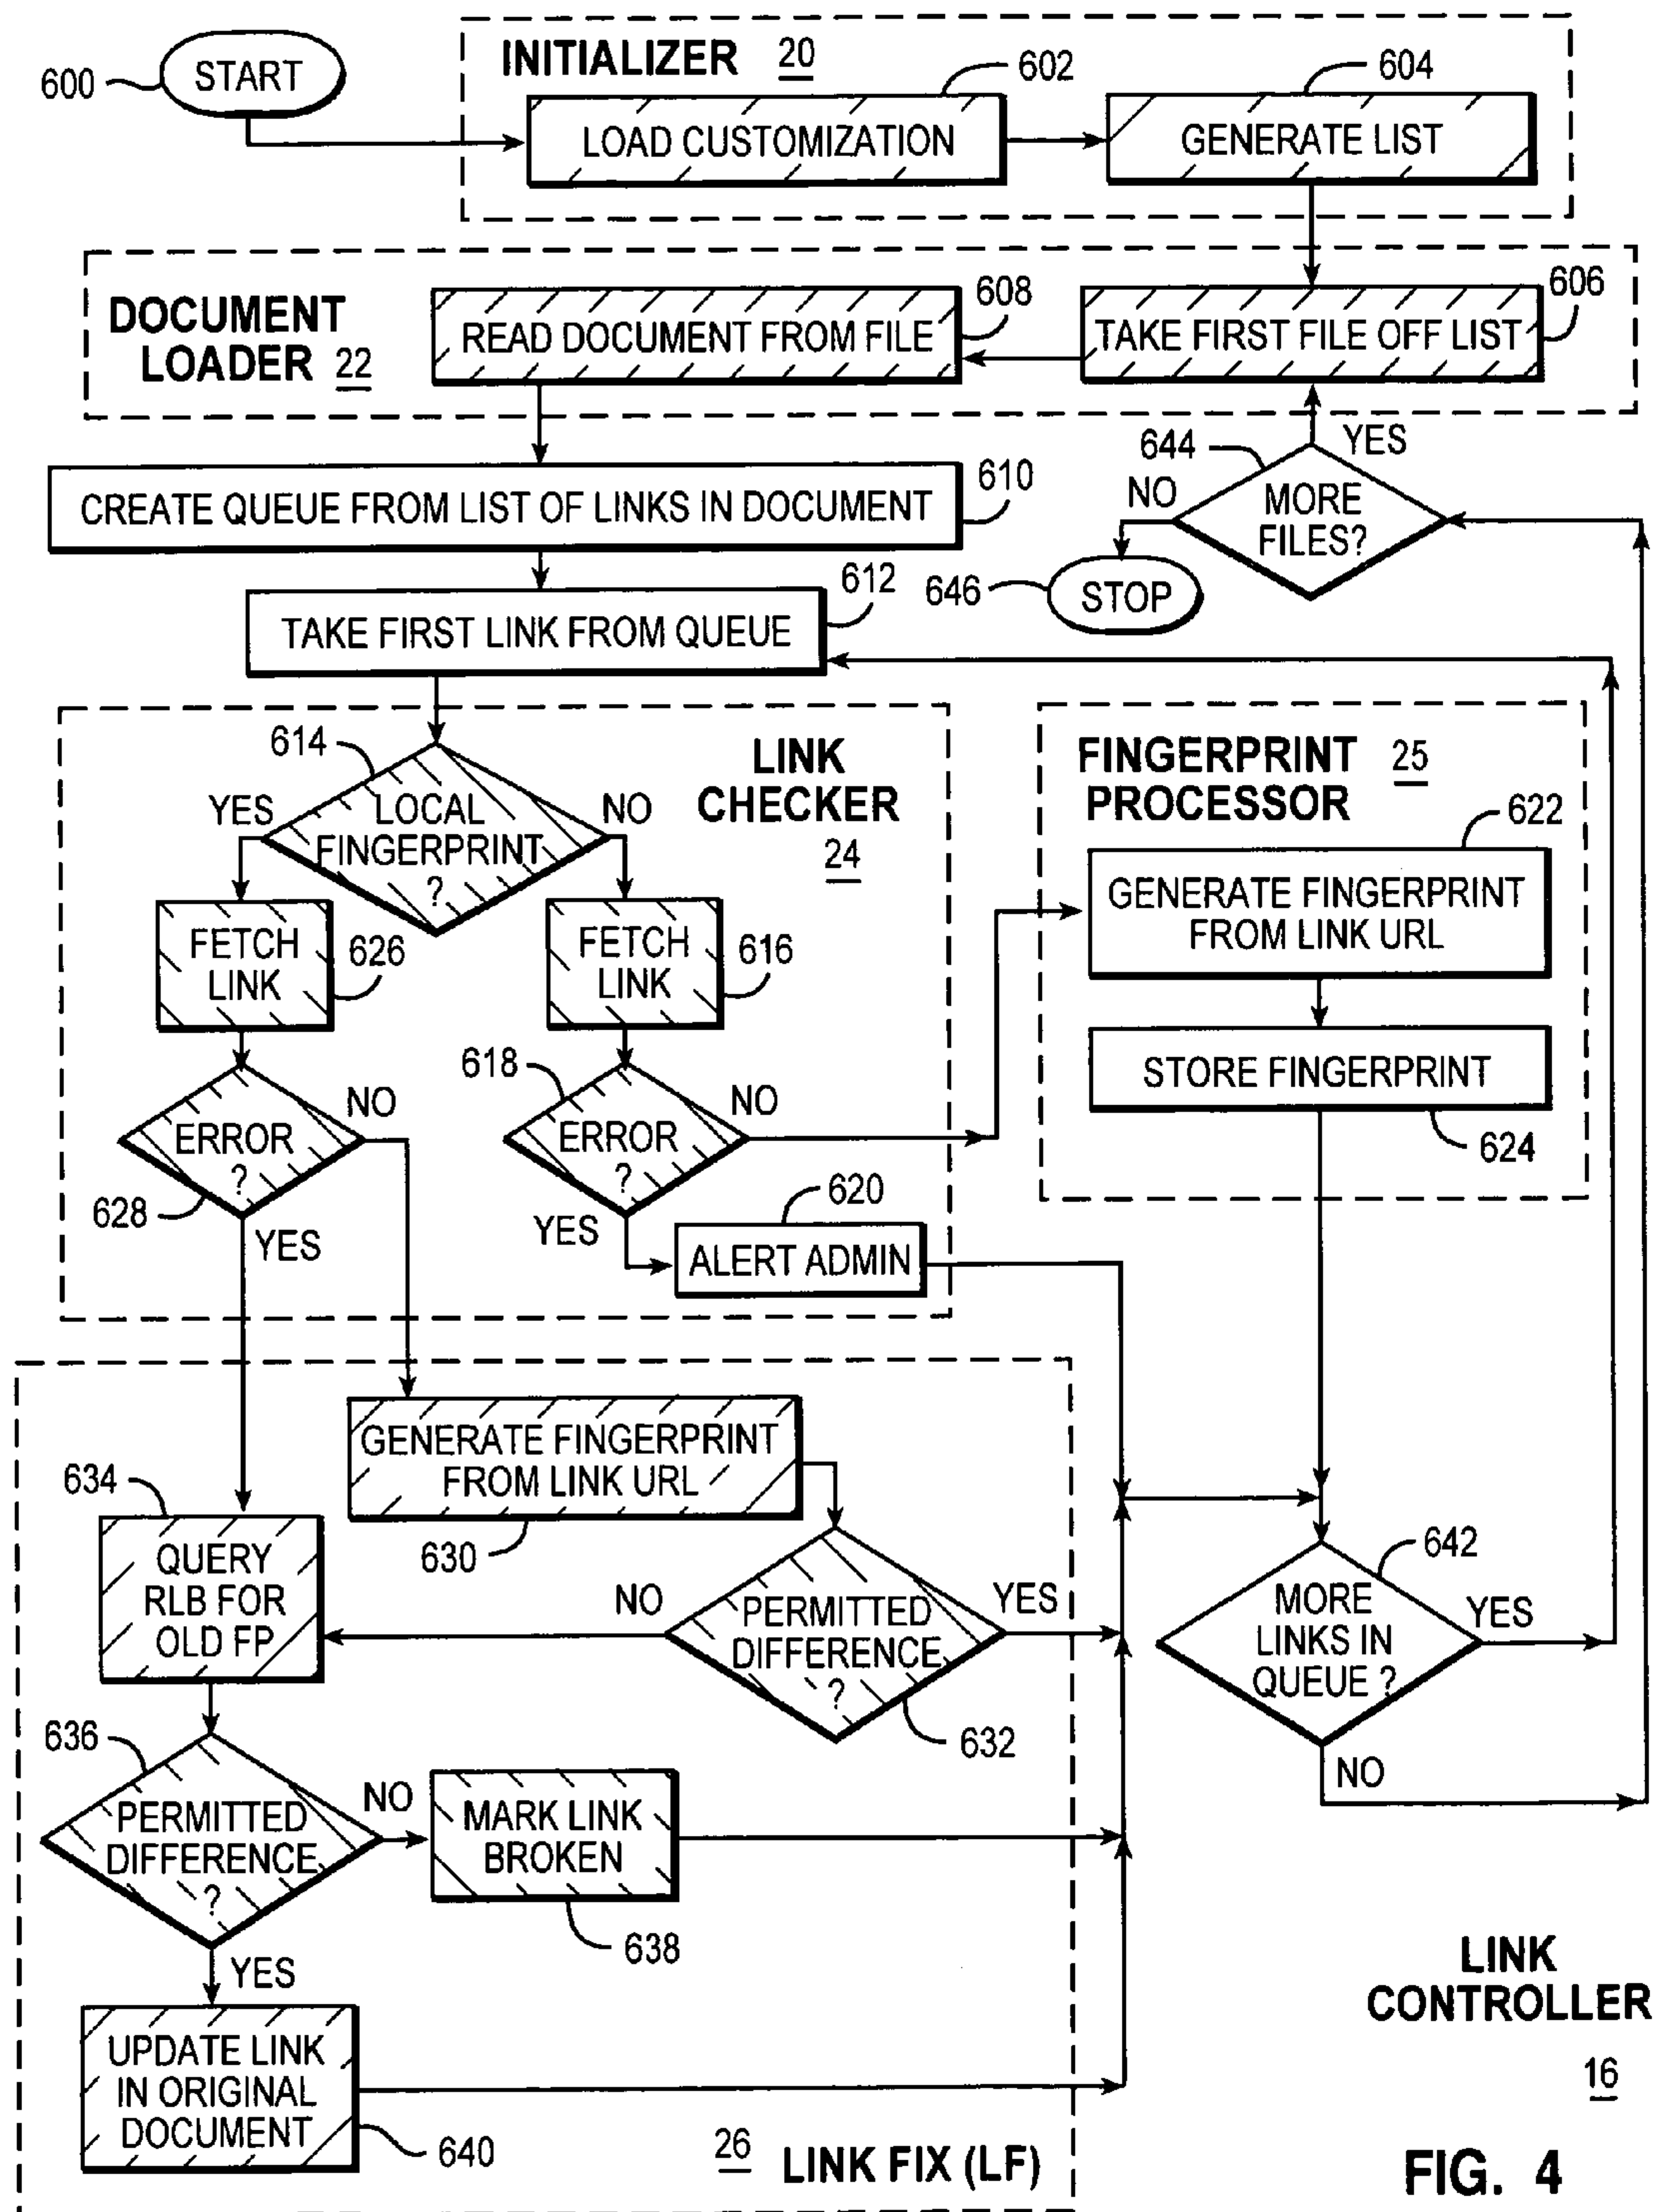 INITIALIZER 20
602
604
600
START
LOAD CUSTOMIZATION
GENERATE LIST
DOCUMENT
LOADER 22
608
606
READ DOCUMENT FROM FILE
TAKE FIRST FILE OFF LIST
610
CREATE QUEUE FROM LIST OF LINKS IN DOCUMENT
644
YES
NO
MORE
FILES?
646
STOP
612
TAKE FIRST LINK FROM QUEUE
614
YES
LOCAL
FINGERPRINT
?
NO
LINK
CHECKER
24
FINGERPRINT
PROCESSOR
25
622
GENERATE FINGERPRINT
FROM LINK URL
FETCH
LINK
626
FETCH
LINK
616
STORE FINGERPRINT
624
NO
ERROR
?
628
YES
618
NO
ERROR
?
YES
620
ALERT ADMIN
GENERATE FINGERPRINT
FROM LINK URL
630
634
QUERY
RLB FOR
OLD FP
NO
PERMITTED
DIFFERENCE
?
YES
632
642
MORE
LINKS IN
QUEUE ?
YES
NO
636
PERMITTED
DIFFERENCE
?
NO
MARK LINK
BROKEN
638
YES
UPDATE LINK
IN ORIGINAL
DOCUMENT
640
26 LINK FIX (LF)
LINK
CONTROLLER
16
FIG. 4